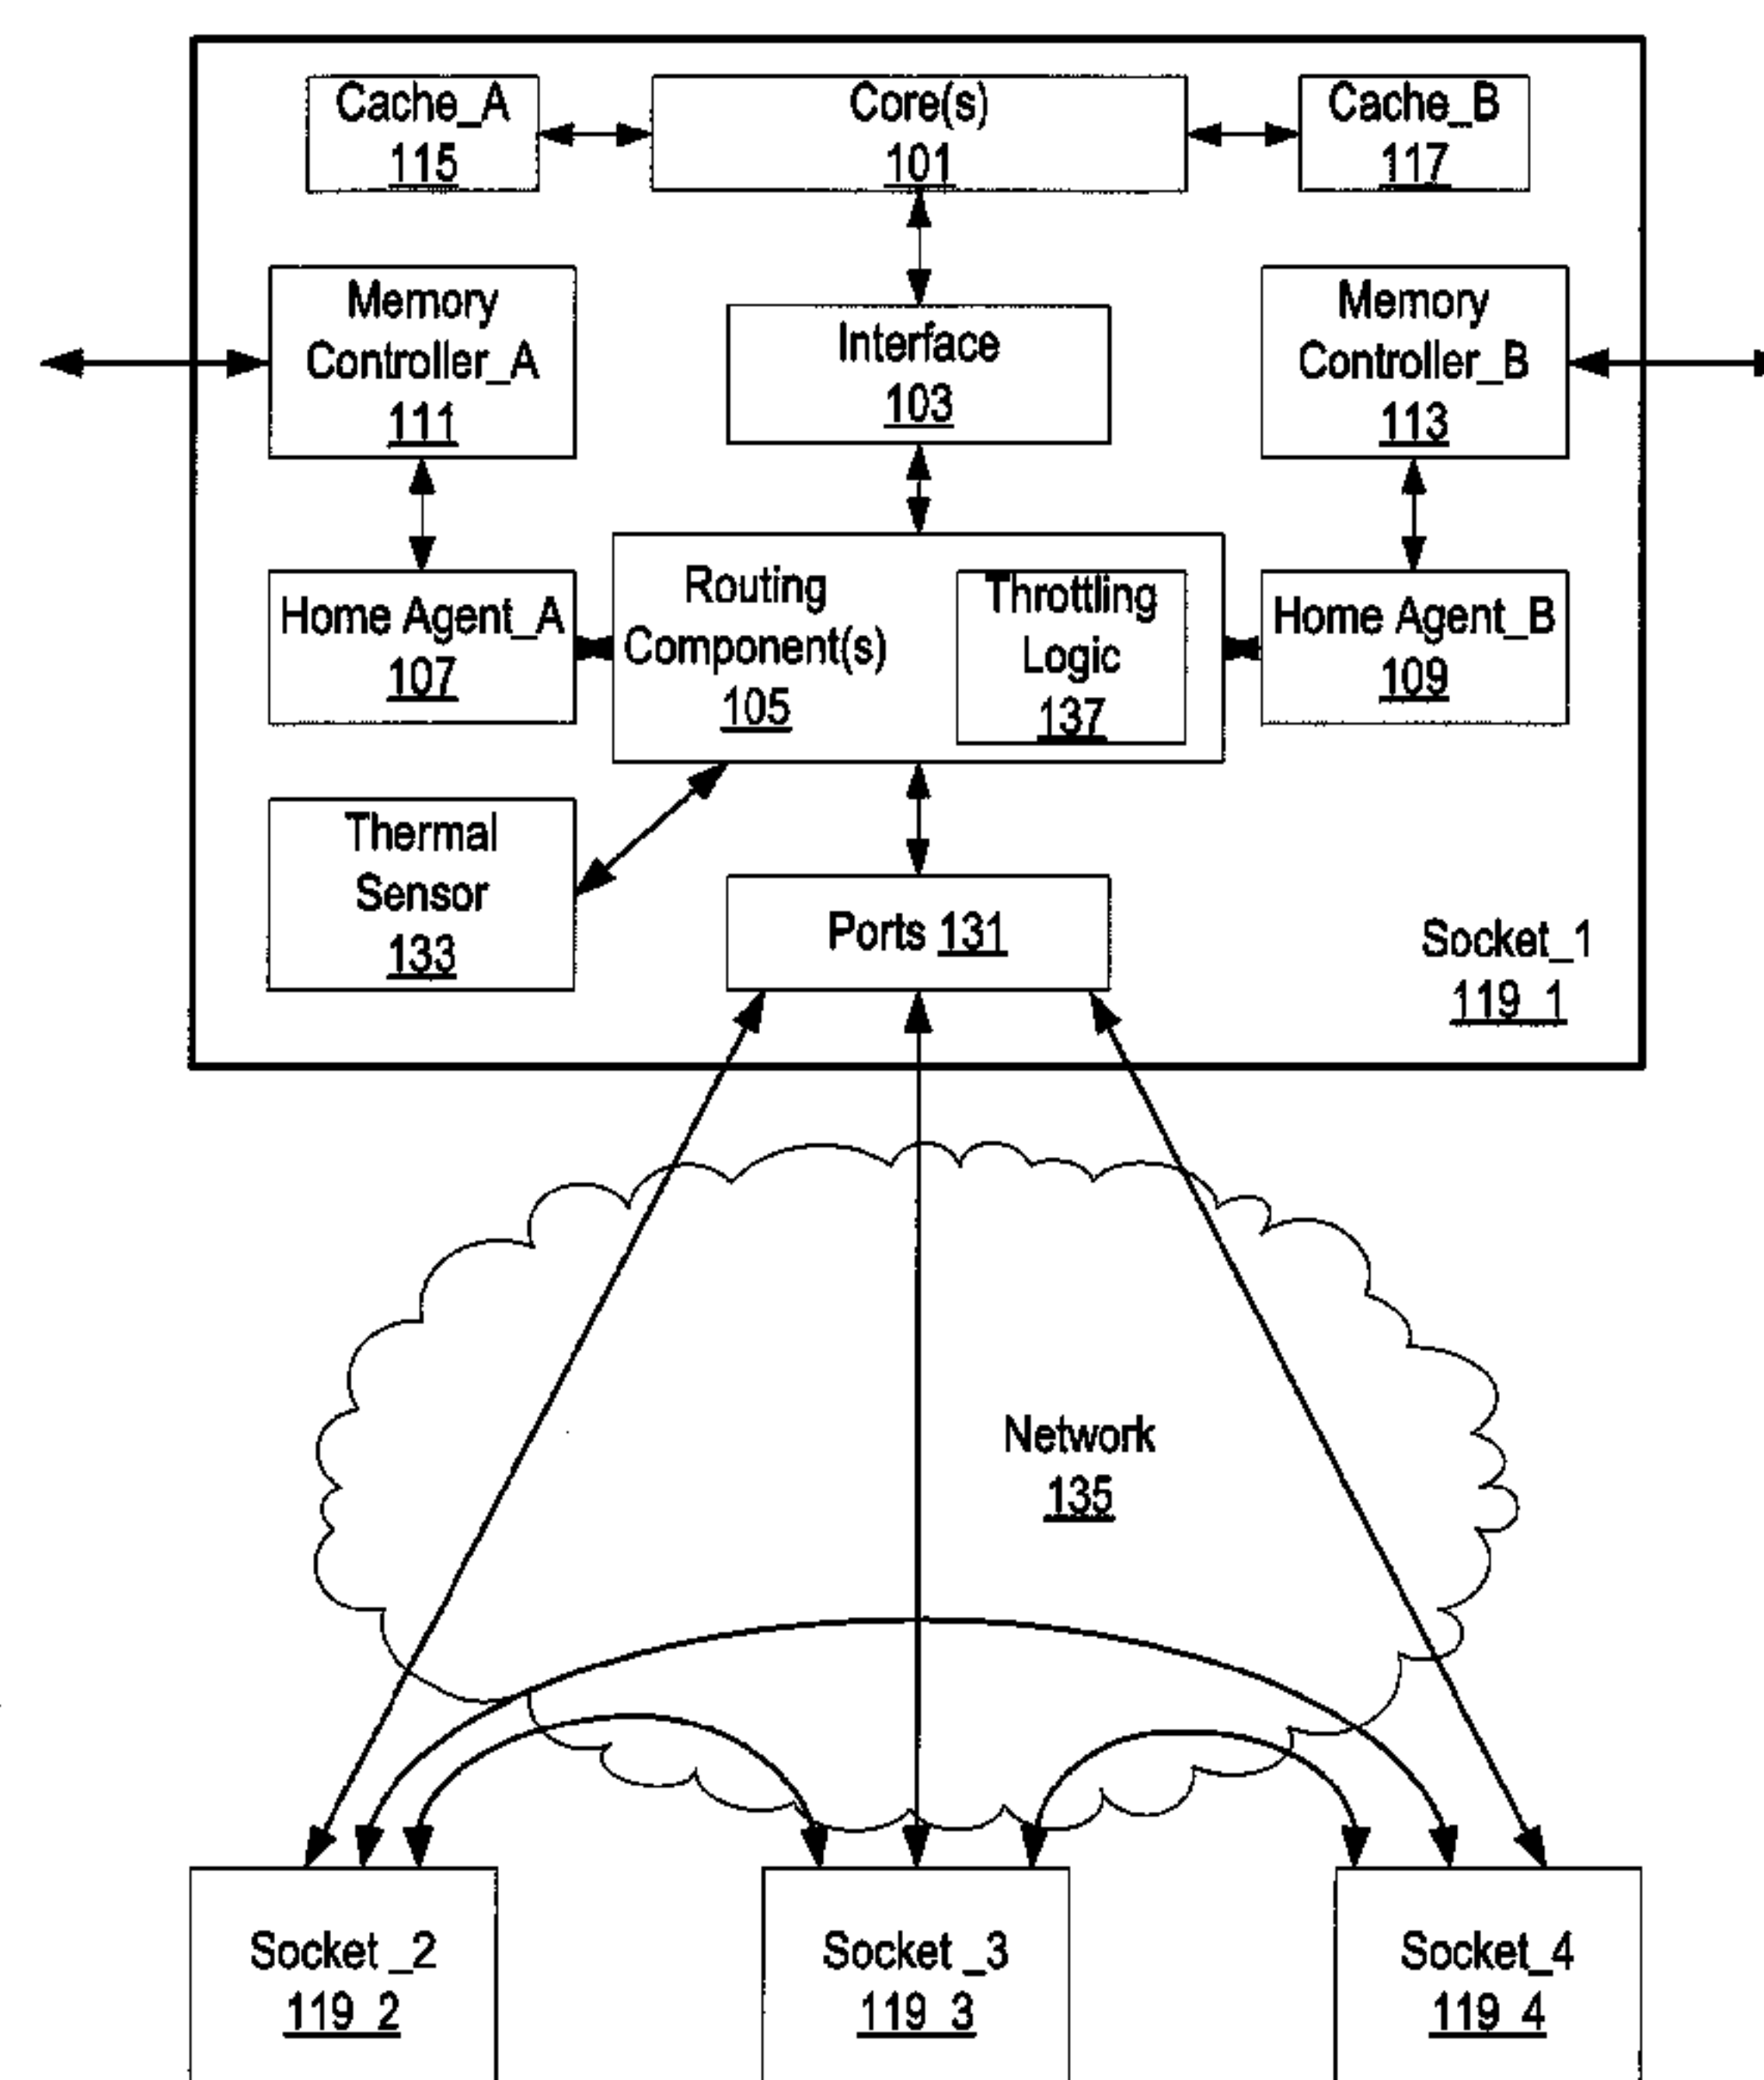 Cache_A
115
Core(s)
101
Cache_B
117
Memory
Controller_A
111
Interface
103
Memory
Controller_B
113
Home Agent_A
107
Routing
Component(s)
105
Throttling
Logic
137
Home Agent_B
109
Thermal
Sensor
133
Ports 131
Socket_1
119_1
Network
135
Socket_2
119_2
Socket_3
119_3
Socket_4
119_4